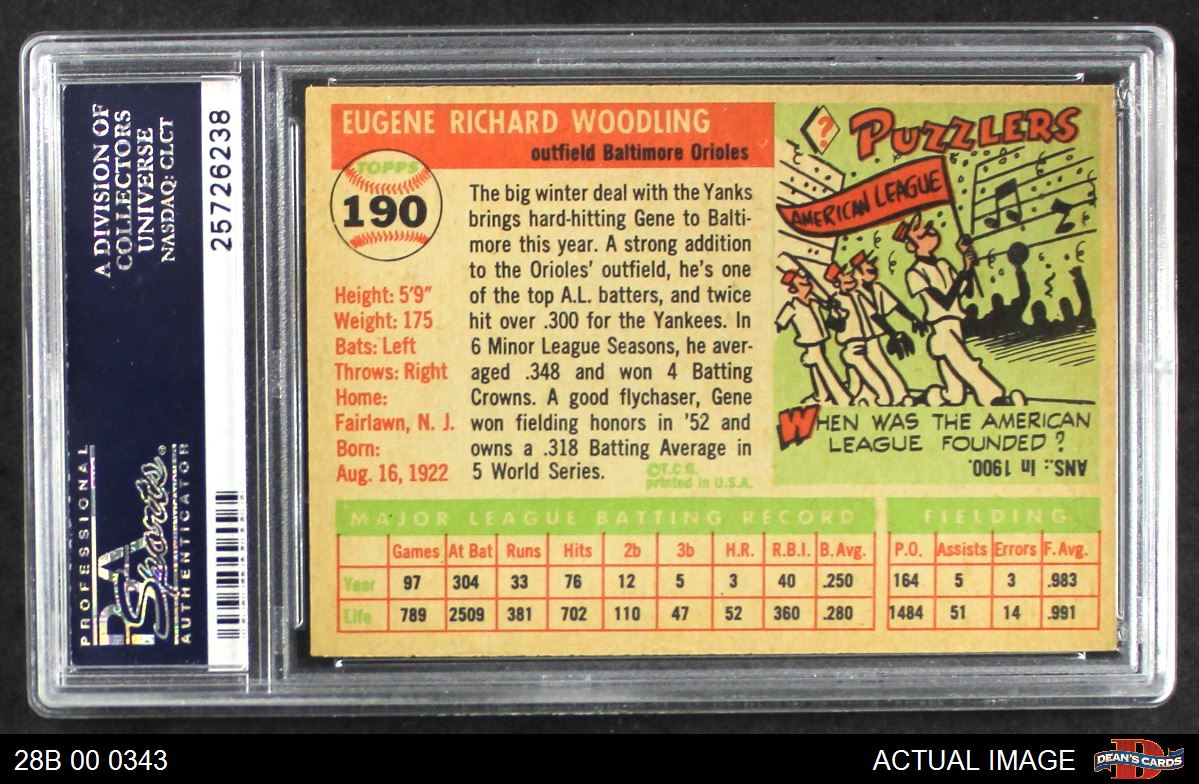 A DIVISION OF
COLLECTORS
UNIVERSE
NASDAQ: CLCT
25726238
PROFESSIONAL
PSA
Sports®
AUTHENTICATOR
EUGENE RICHARD WOODLING
outfield Baltimore Orioles
TOPPS
190
Height: 5'9"
Weight: 175
Bats: Left
Throws: Right
Home:
Fairlawn, N. J.
Born:
Aug. 16, 1922
The big winter deal with the Yanks
brings hard-hitting Gene to Balti-
more this year. A strong addition
to the Orioles' outfield, he's one
of the top A.L. batters, and twice
hit over .300 for the Yankees. In
6 Minor League Seasons, he aver-
aged .348 and won 4 Batting
Crowns. A good flychaser, Gene
won fielding honors in '52 and
owns a .318 Batting Average in
5 World Series.
©T.C.G.
printed in U.S.A.
? PUZZLERS
AMERICAN LEAGUE
WHEN WAS THE AMERICAN
LEAGUE FOUNDED?
ANS.: In 1900.
MAJOR LEAGUE BATTING RECORD
Games At Bat Runs Hits 2b 3b H.R. R.B.I. B. Avg.
Year 97 304 33 76 12 5 3 40 .250
Life 789 2509 381 702 110 47 52 360 .280
FIELDING
P.O. Assists Errors F. Avg.
164 5 3 .983
1484 51 14 .991
28B 00 0343
ACTUAL IMAGE
DEAN'S CARDS